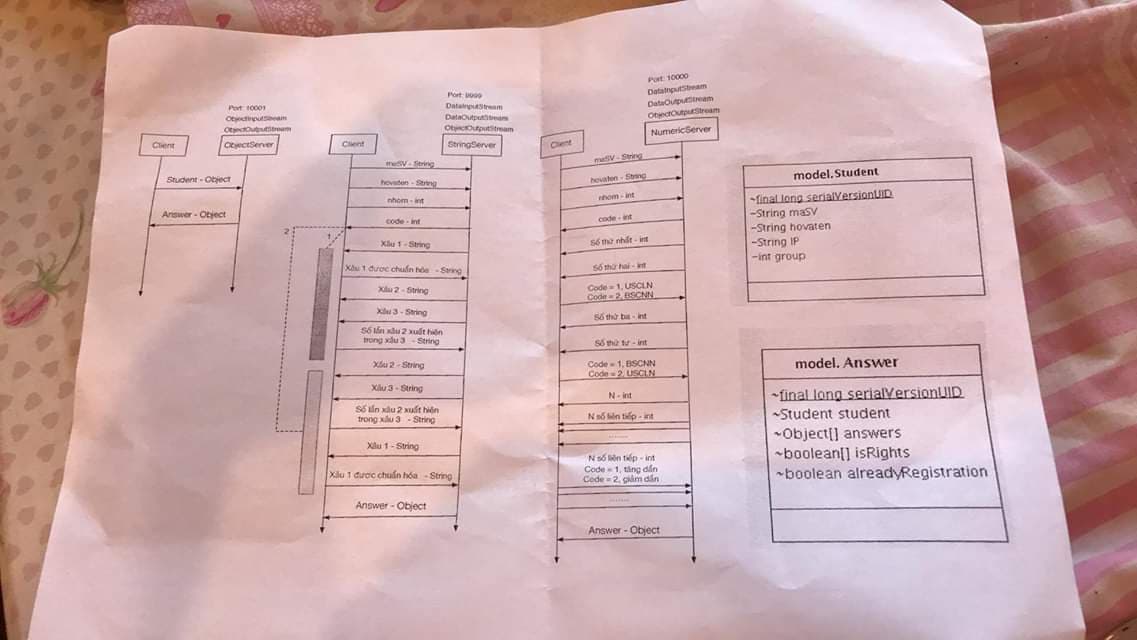 Port: 10001
ObjectInputStream
ObjectOutputStream
Client
ObjectServer
Student - Object
Answer - Object
Port: 9999
DataInputStream
DataOutputStream
ObjectOutputStream
Client
StringServer
maSV - String
hovaten - String
nhom - int
code - int
2
1
Xâu 1 - String
Xâu 1 được chuẩn hóa - String
Xâu 2 - String
Xâu 3 - String
Số lần xâu 2 xuất hiện
trong xâu 3 - String
Xâu 2 - String
Xâu 3 - String
Số lần xâu 2 xuất hiện
trong xâu 3 - String
Xâu 1 - String
Xâu 1 được chuẩn hóa - String
Answer - Object
Port: 10000
DataInputStream
DataOutputStream
ObjectOutputStream
Client
NumericServer
maSV - String
hovaten - String
nhom - int
code - int
Số thứ nhất - int
Số thứ hai - int
Code = 1, USCLN
Code = 2, BSCNN
Số thứ ba - int
Số thứ tư - int
Code = 1, BSCNN
Code = 2, USCLN
N - int
N số liên tiếp - int
.......
N số liên tiếp - int
Code = 1, tăng dần
Code = 2, giảm dần
.......
Answer - Object
model.Student
~final long serialVersionUID
-String maSV
-String hovaten
-String IP
-int group
model. Answer
~final long serialVersionUID
~Student student
~Object[] answers
~boolean[] isRights
~boolean alreadyRegistration